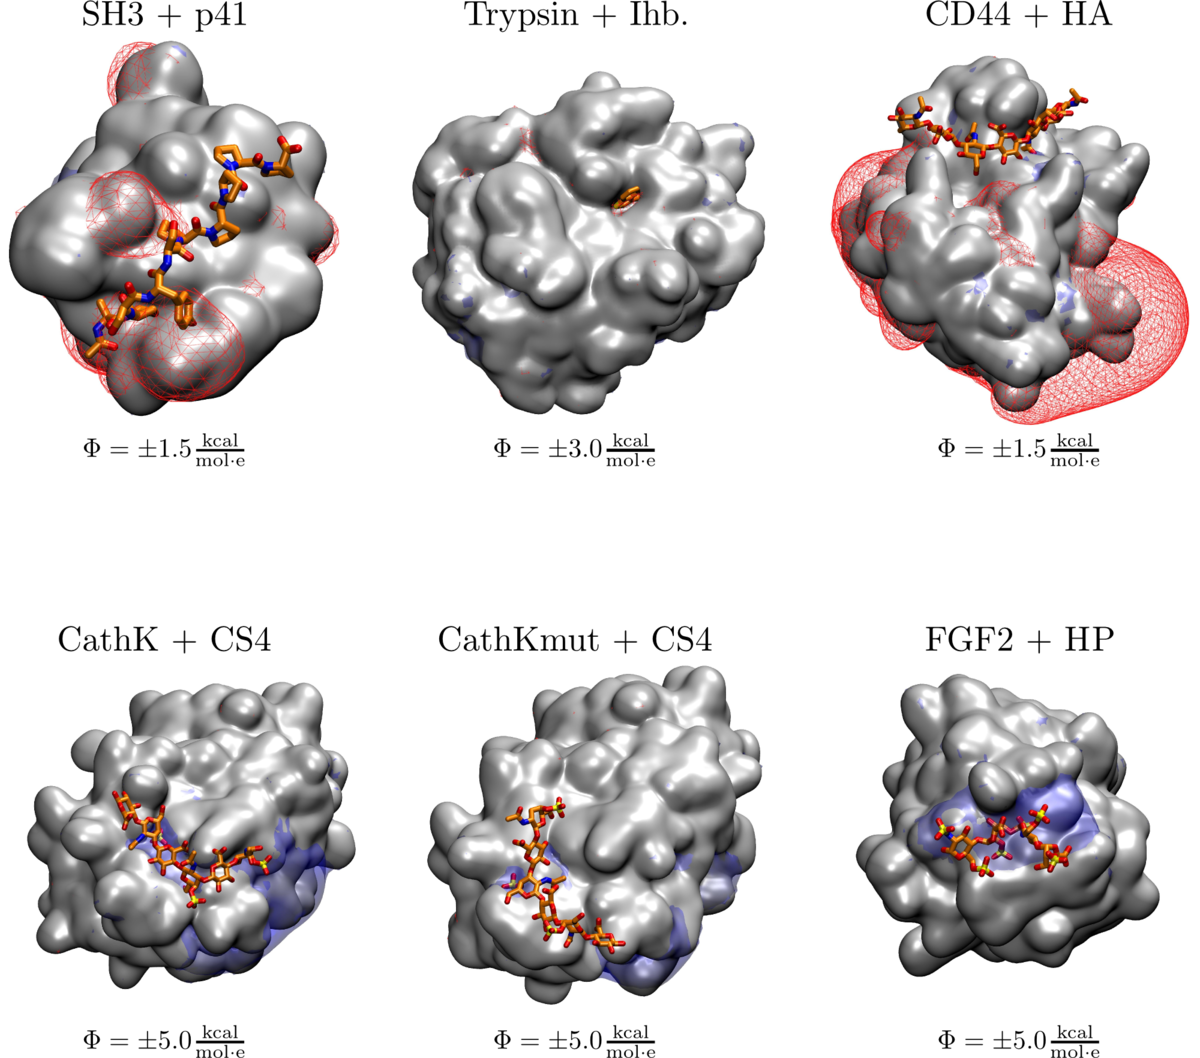 SH3 + p41
Trypsin + Ihb.
CD44 + HA
Φ = ±1.5 kcal/mol·e
Φ = ±3.0 kcal/mol·e
Φ = ±1.5 kcal/mol·e
CathK + CS4
CathKmut + CS4
FGF2 + HP
Φ = ±5.0 kcal/mol·e
Φ = ±5.0 kcal/mol·e
Φ = ±5.0 kcal/mol·e